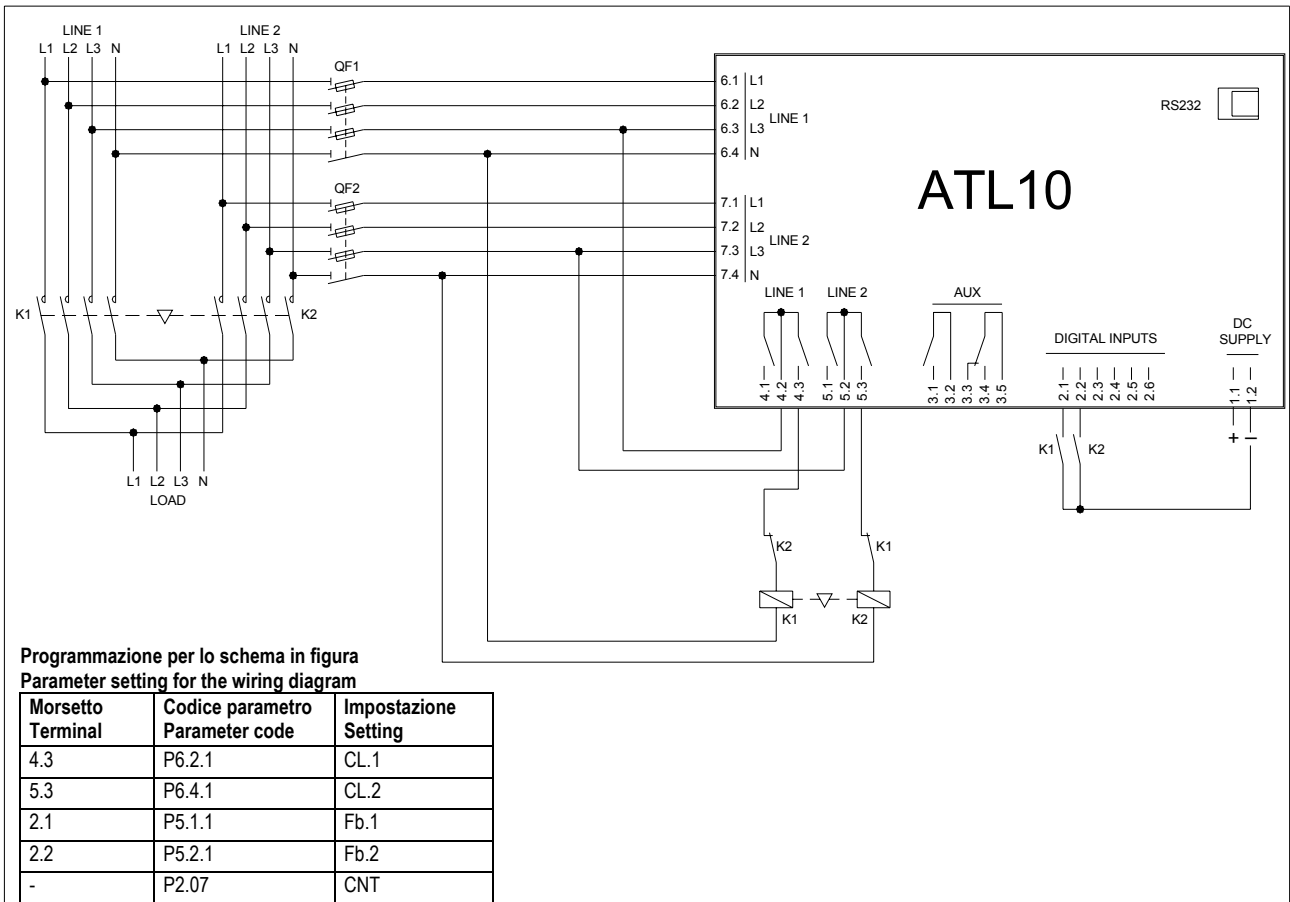 LINE 1
L1 L2 L3 N
LINE 2
L1 L2 L3 N
QF1
6.1 L1
6.2 L2
6.3 L3
6.4 N
LINE 1
RS232
ATL10
QF2
7.1 L1
7.2 L2
7.3 L3
7.4 N
LINE 2
K1
K2
LINE 1
LINE 2
AUX
DIGITAL INPUTS
DC
SUPPLY
4.1
4.2
4.3
5.1
5.2
5.3
3.1
3.2
3.3
3.4
3.5
2.1
2.2
2.3
2.4
2.5
2.6
1.1
1.2
+ –
K1
K2
L1 L2 L3 N
LOAD
K2
K1
K1
K2
Programmazione per lo schema in figura
Parameter setting for the wiring diagram
Morsetto Codice parametro Impostazione
Terminal Parameter code Setting
4.3 P6.2.1 CL.1
5.3 P6.4.1 CL.2
2.1 P5.1.1 Fb.1
2.2 P5.2.1 Fb.2
- P2.07 CNT